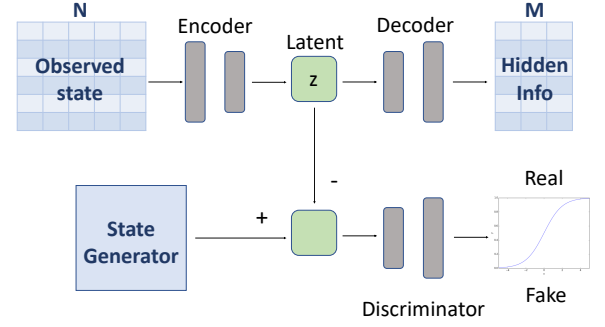 N
M
Encoder
Latent
Decoder
Observed
state
z
Hidden
Info
-
+
State
Generator
Real
Fake
Discriminator